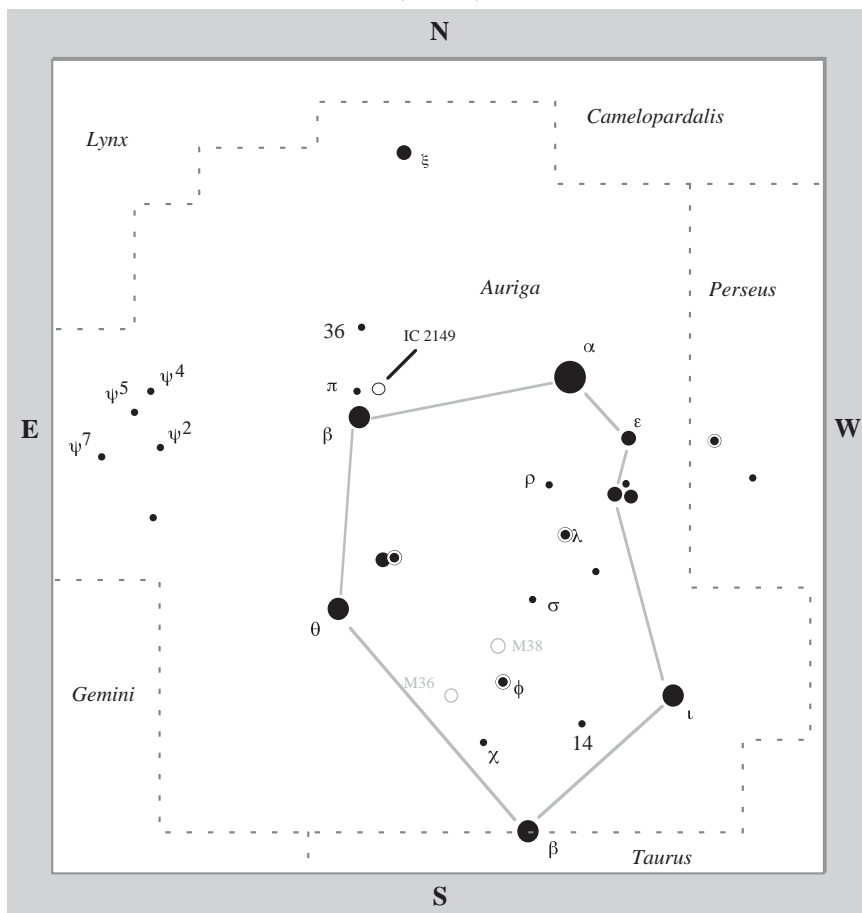 N
Camelopardalis
Lynx
ξ
Auriga
Perseus
36
IC 2149
α
π
ψ4
ψ5
β
ε
E
W
ψ2
ψ7
ρ
λ
σ
θ
M38
M36
φ
Gemini
ι
14
χ
β
Taurus
S